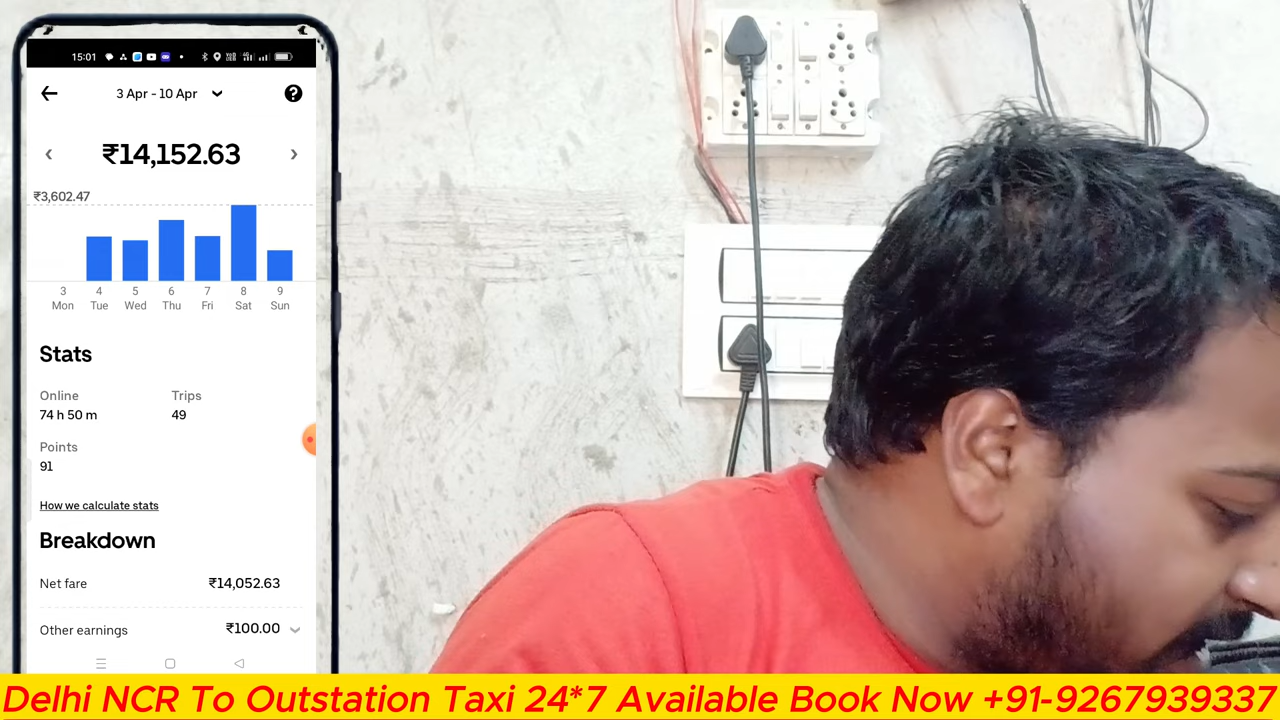 15:01
3 Apr - 10 Apr
₹14,152.63
₹3,602.47
3 4 5 6 7 8 9
Mon Tue Wed Thu Fri Sat Sun
Stats
Online Trips
74 h 50 m 49
Points
91
How we calculate stats
Breakdown
Net fare ₹14,052.63
Other earnings ₹100.00
Delhi NCR To Outstation Taxi 24*7 Available Book Now +91-9267939337